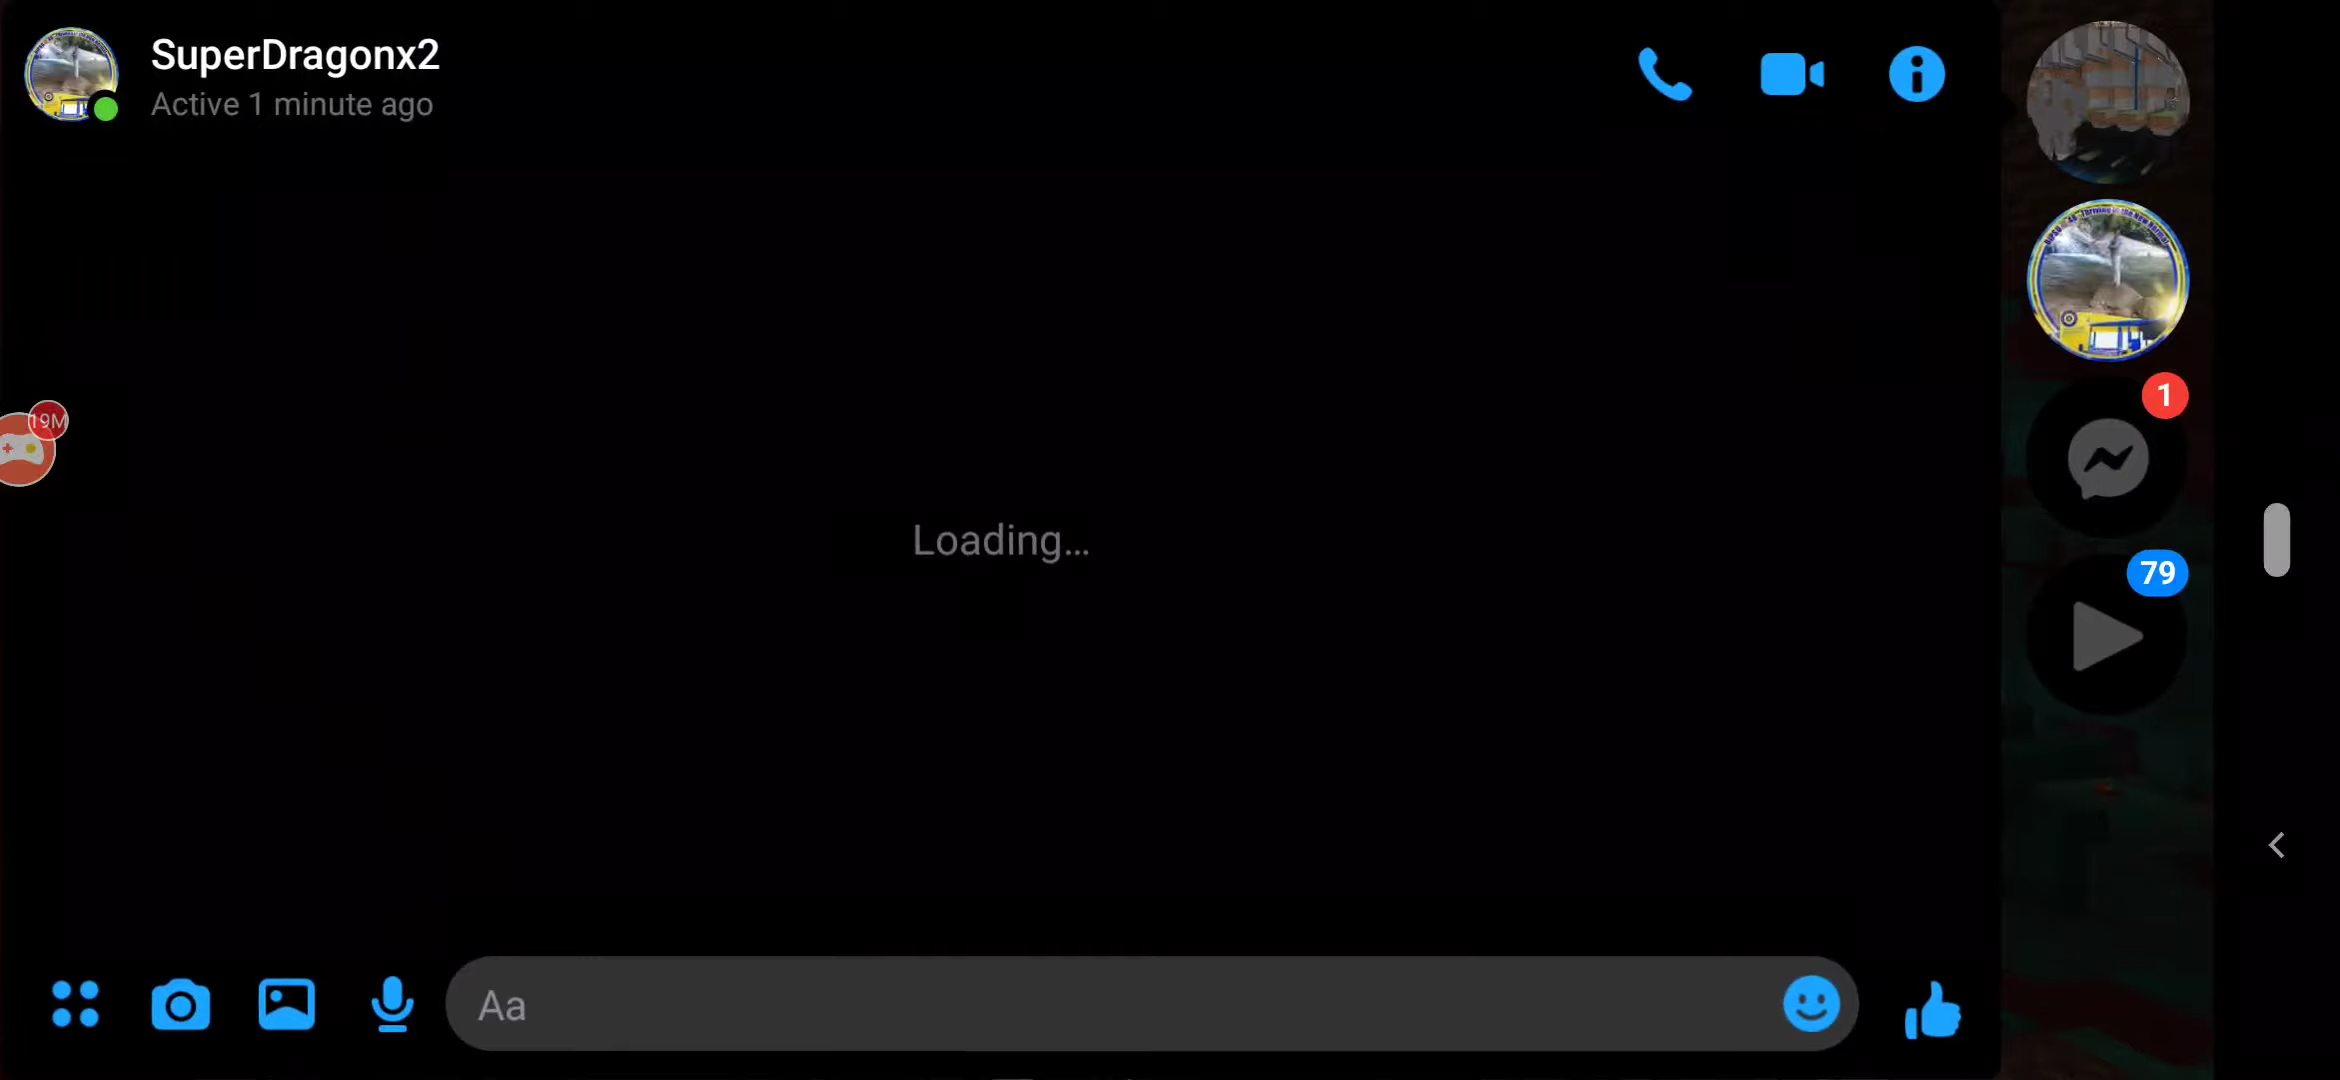 SuperDragonx2
Active 1 minute ago
19M
1
Loading...
79
Aa